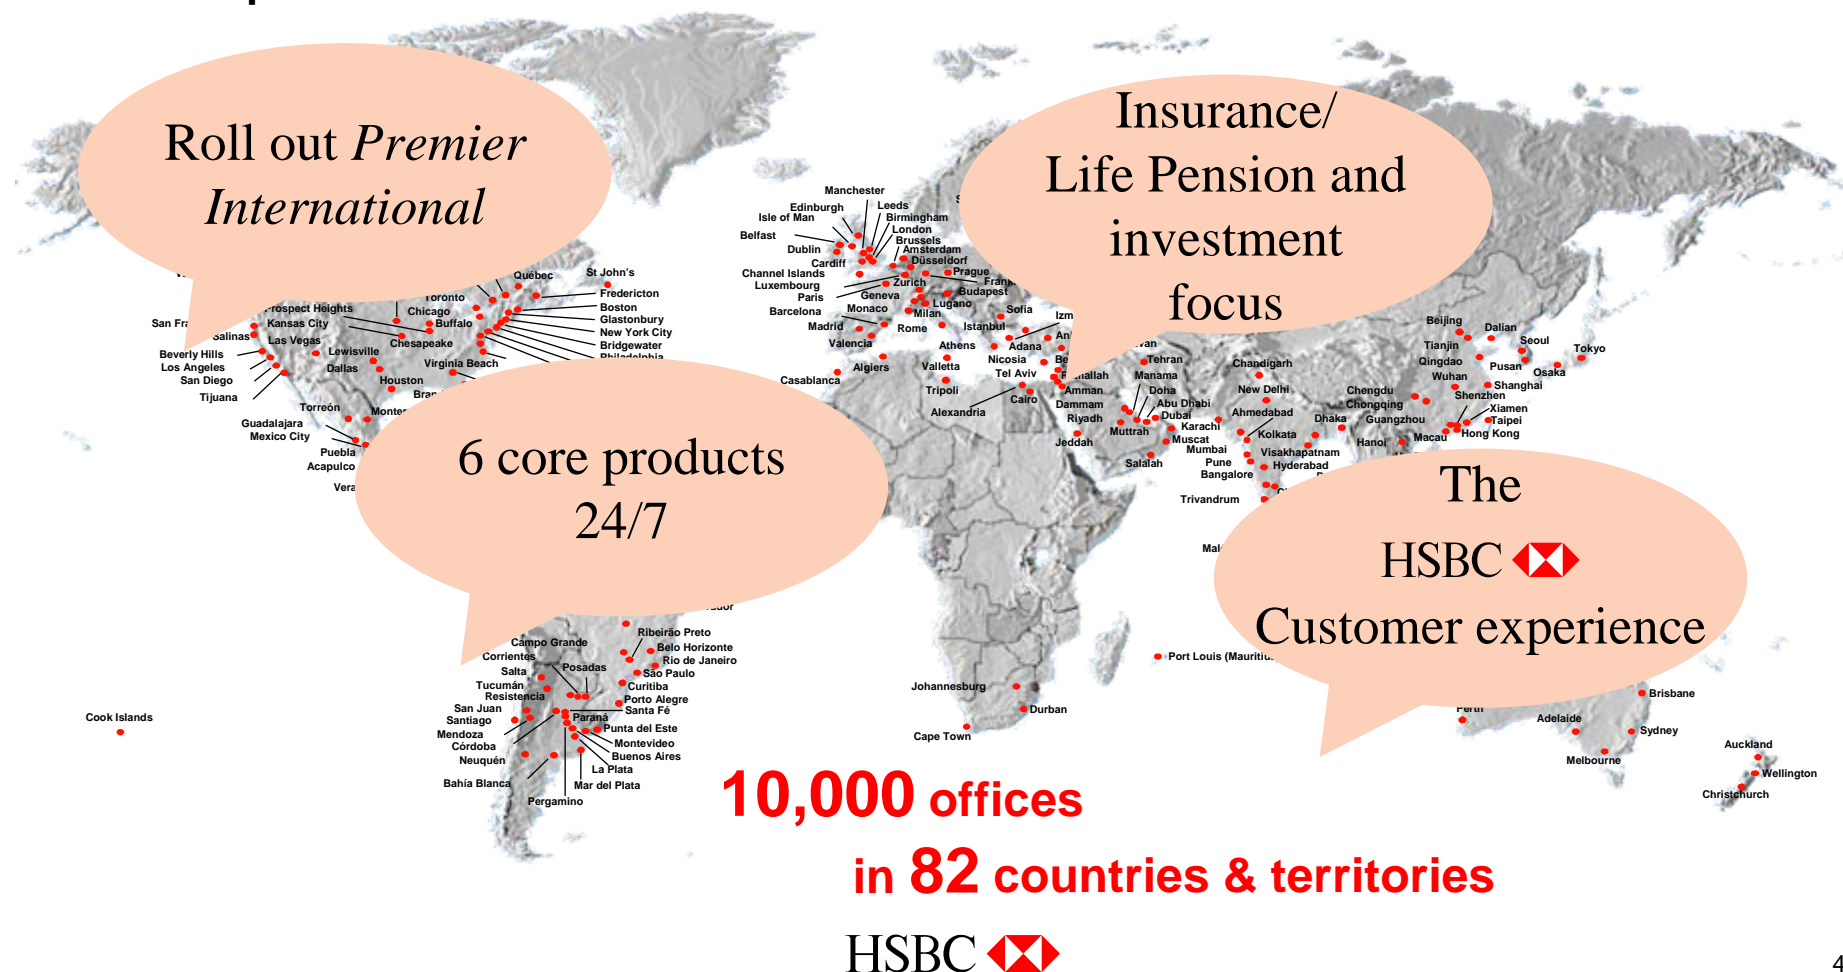 Roll out Premier
International
Insurance/
Life Pension and
investment
focus
6 core products
24/7
The
HSBC
Customer experience
Manchester
Edinburgh
Leeds
Isle of Man
Birmingham
London
Belfast
Brussels
Dublin
Amsterdam
Cardiff
Düsseldorf
Channel Islands
Prague
Luxembourg
Zurich
Paris
Geneva
Budapest
Barcelona
Monaco
Lugano
Milan
Sofia
Madrid
Rome
Istanbul
Valencia
Athens
Adana
Nicosia
Algiers
Valletta
Tel Aviv
Casablanca
Tripoli
Cairo
Alexandria
Amman
Dammam
Riyadh
Jeddah
Tehran
Manama
Doha
Abu Dhabi
Dubai
Muttrah
Muscat
Salalah
Karachi
Chandigarh
New Delhi
Ahmedabad
Dhaka
Kolkata
Mumbai
Visakhapatnam
Pune
Hyderabad
Bangalore
Trivandrum
Beijing
Dalian
Seoul
Tokyo
Tianjin
Qingdao
Pusan
Osaka
Wuhan
Shanghai
Chengdu
Shenzhen
Chongqing
Xiamen
Guangzhou
Taipei
Macau
Hong Kong
Hanoi
Québec
St John's
Toronto
Fredericton
Prospect Heights
Chicago
Boston
Kansas City
Buffalo
Glastonbury
New York City
Salinas
Las Vegas
Chesapeake
Bridgewater
Philadelphia
Beverly Hills
Lewisville
Virginia Beach
Los Angeles
Dallas
San Diego
Houston
Tijuana
Torreón
Guadalajara
Mexico City
Puebla
Acapulco
Cook Islands
Ribeirão Preto
Campo Grande
Belo Horizonte
Corrientes
Rio de Janeiro
Salta
Posadas
São Paulo
Tucumán
Curitiba
Resistencia
Porto Alegre
San Juan
Santa Fé
Santiago
Paraná
Mendoza
Punta del Este
Córdoba
Montevideo
Neuquén
Buenos Aires
La Plata
Bahía Blanca
Mar del Plata
Pergamino
Johannesburg
Durban
Cape Town
Port Louis (Mauritius
Perth
Brisbane
Adelaide
Sydney
Melbourne
Auckland
Wellington
Christchurch
10,000 offices
in 82 countries & territories
HSBC
4